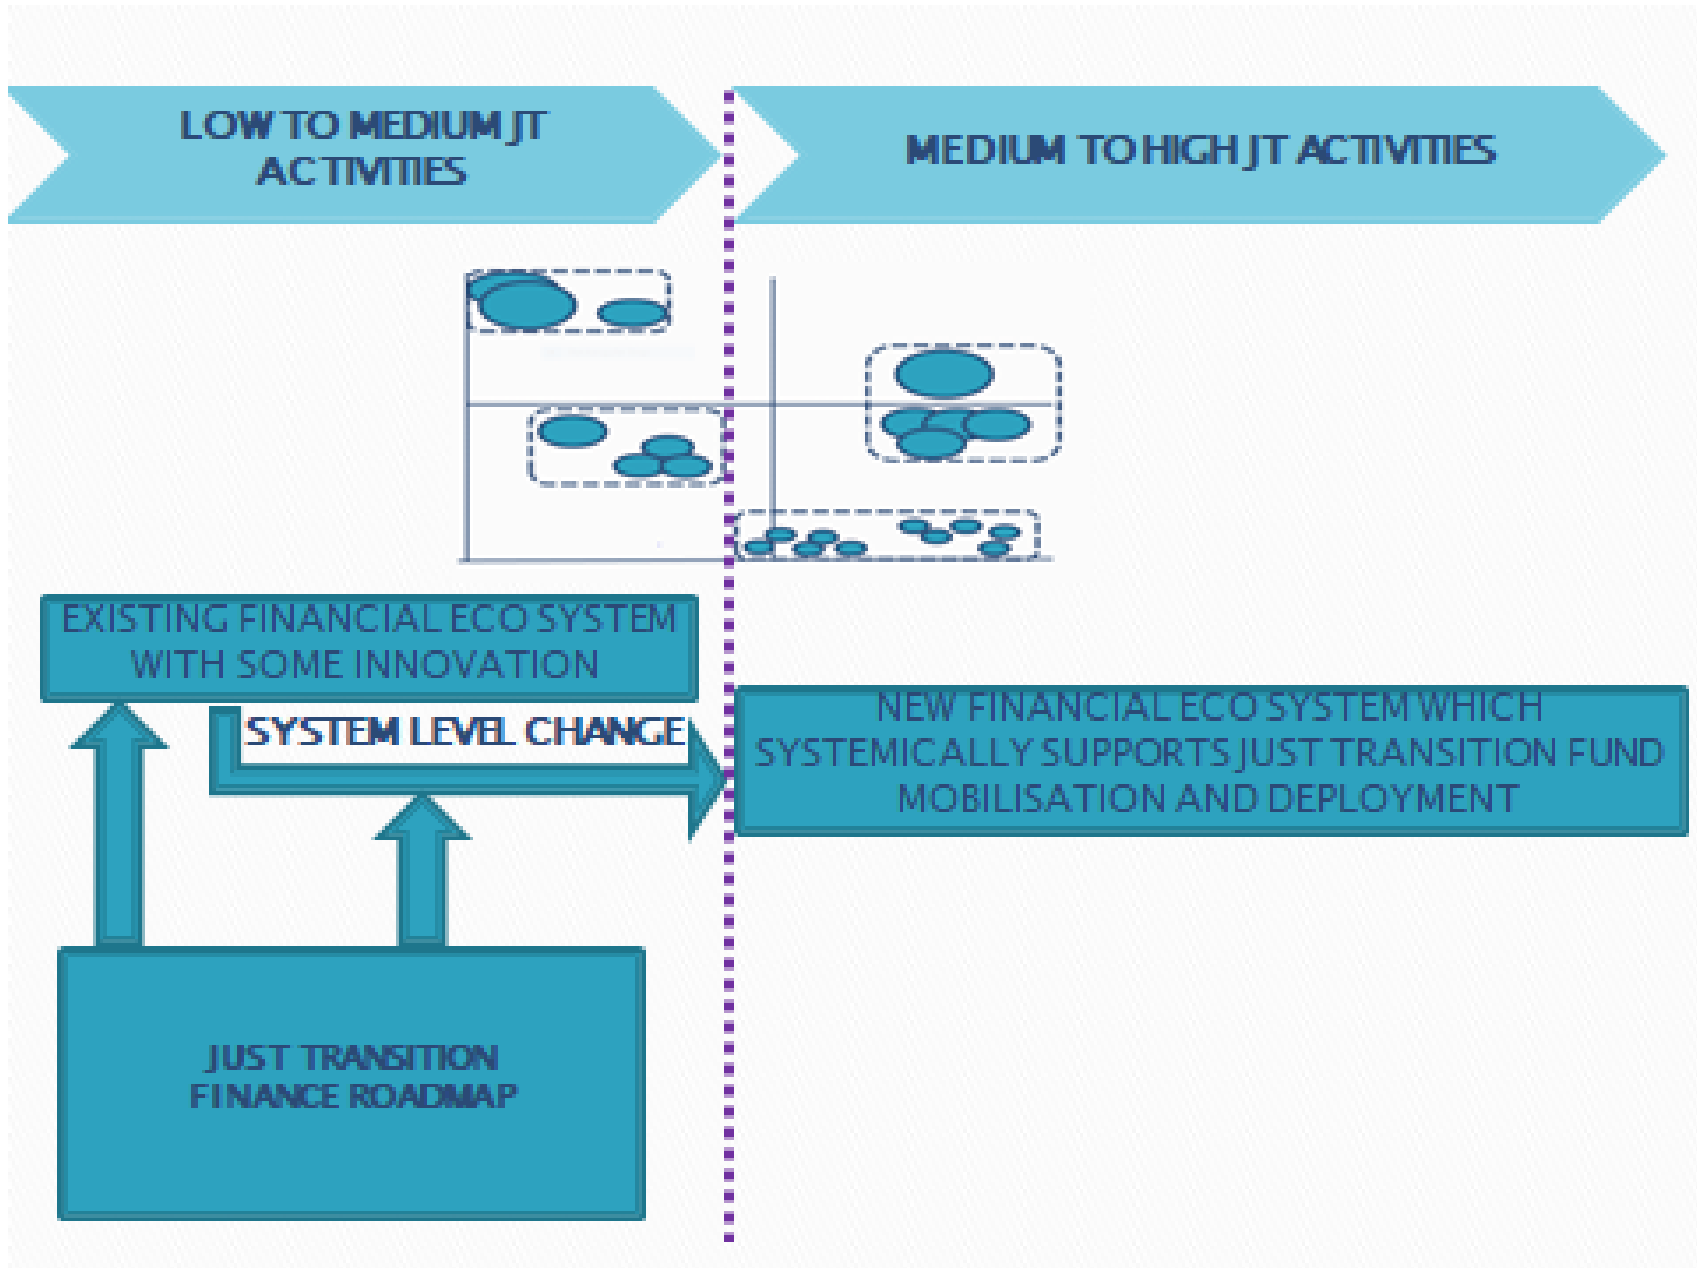 LOW TO MEDIUM JT
ACTIVITIES
MEDIUM TO HIGH JT ACTIVITIES
EXISTING FINANCIAL ECO SYSTEM
WITH SOME INNOVATION
SYSTEM LEVEL CHANGE
NEW FINANCIAL ECO SYSTEM WHICH
SYSTEMICALLY SUPPORTS JUST TRANSITION FUND
MOBILISATION AND DEPLOYMENT
JUST TRANSITION
FINANCE ROADMAP